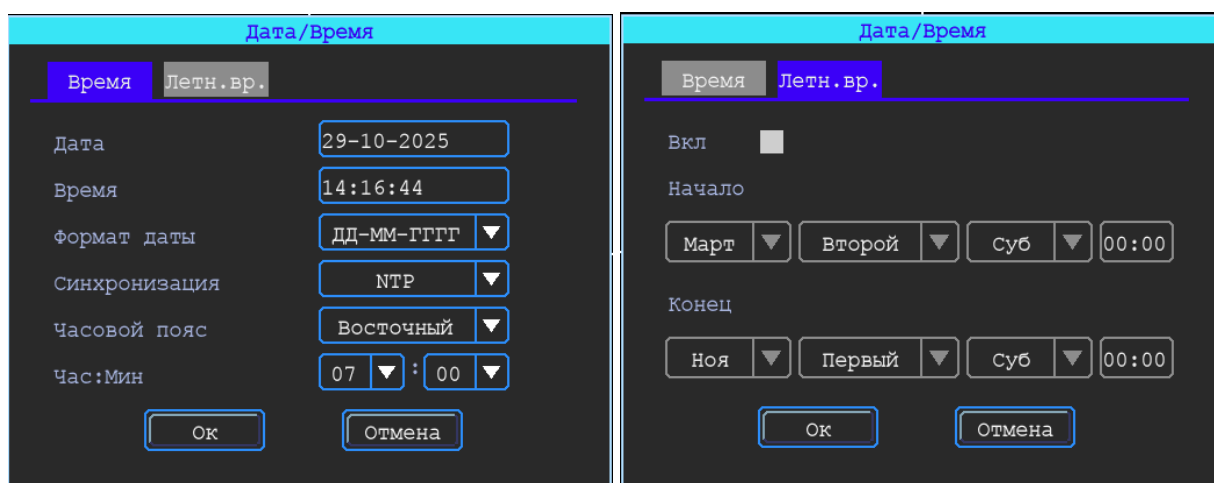 Дата/Время
Время Летн.вр.
Дата 29-10-2025
Время 14:16:44
Формат даты ДД-ММ-ГГГГ
Синхронизация NTP
Часовой пояс Восточный
Час:Мин 07 : 00
Ок Отмена
Дата/Время
Время Летн.вр.
Вкл
Начало
Март Второй Суб 00:00
Конец
Ноя Первый Суб 00:00
Ок Отмена